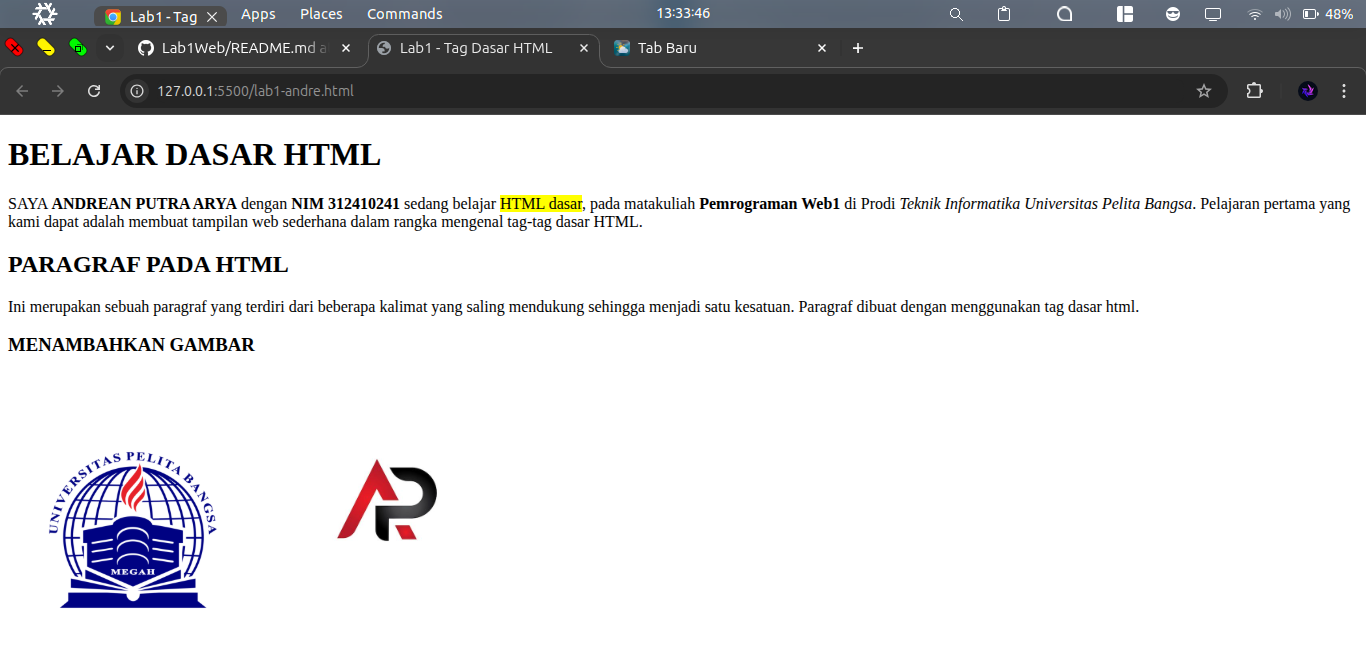 Lab1 - Tag
Apps
Places
Commands
13:33:46
48%
Lab1Web/README.md a
Lab1 - Tag Dasar HTML
Tab Baru
127.0.0.1:5500/lab1-andre.html
BELAJAR DASAR HTML
SAYA ANDREAN PUTRA ARYA dengan NIM 312410241 sedang belajar HTML dasar, pada matakuliah Pemrograman Web1 di Prodi Teknik Informatika Universitas Pelita Bangsa. Pelajaran pertama yang
kami dapat adalah membuat tampilan web sederhana dalam rangka mengenal tag-tag dasar HTML.
PARAGRAF PADA HTML
Ini merupakan sebuah paragraf yang terdiri dari beberapa kalimat yang saling mendukung sehingga menjadi satu kesatuan. Paragraf dibuat dengan menggunakan tag dasar html.
MENAMBAHKAN GAMBAR
UNIVERSITAS PELITA BANGSA
MEGAH
AP